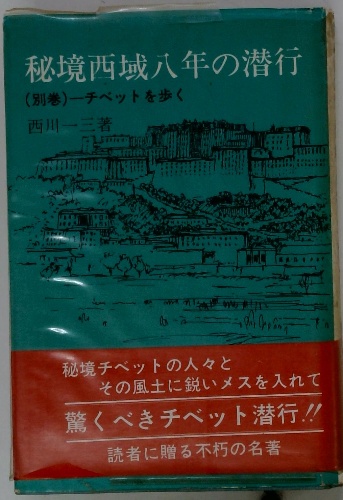 秘境西域八年の潜行
(別巻)―チベットを歩く
西川一三著
秘境チベットの人々と
その風土に鋭いメスを入れて
驚くべきチベット潜行!!
読者に贈る不朽の名著